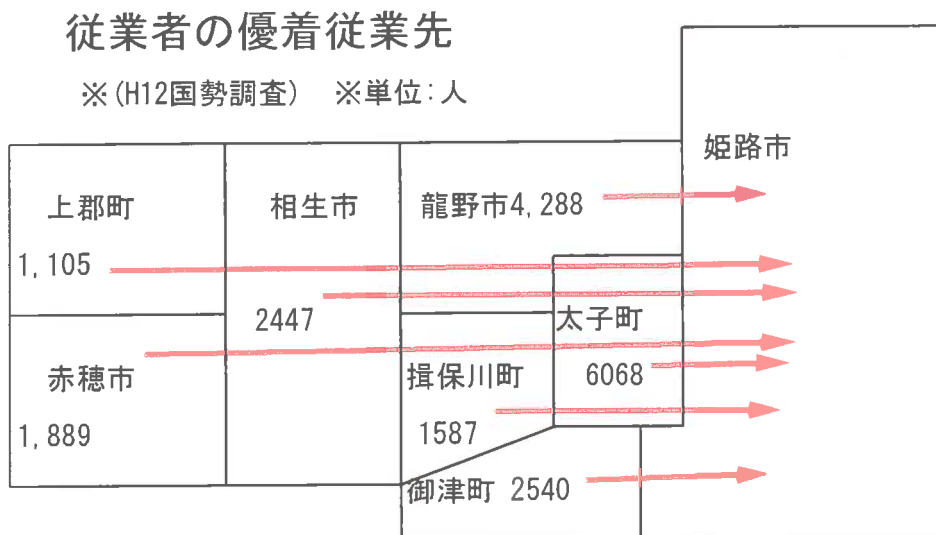 従業者の優着従業先
※(H12国勢調査) ※単位:人
姫路市
上郡町
1,105
相生市
2447
龍野市4,288
太子町
6068
赤穂市
1,889
揖保川町
1587
御津町 2540